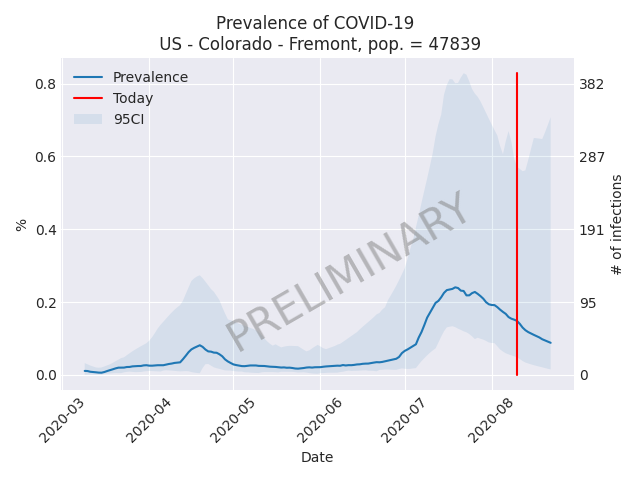 Prevalence of COVID-19
US - Colorado - Fremont, pop. = 47839
Prevalence
Today
95CI
0.8
0.6
0.4
0.2
0.0
%
382
287
191
95
0
# of infections
PRELIMINARY
2020-03
2020-04
2020-05
2020-06
2020-07
2020-08
Date